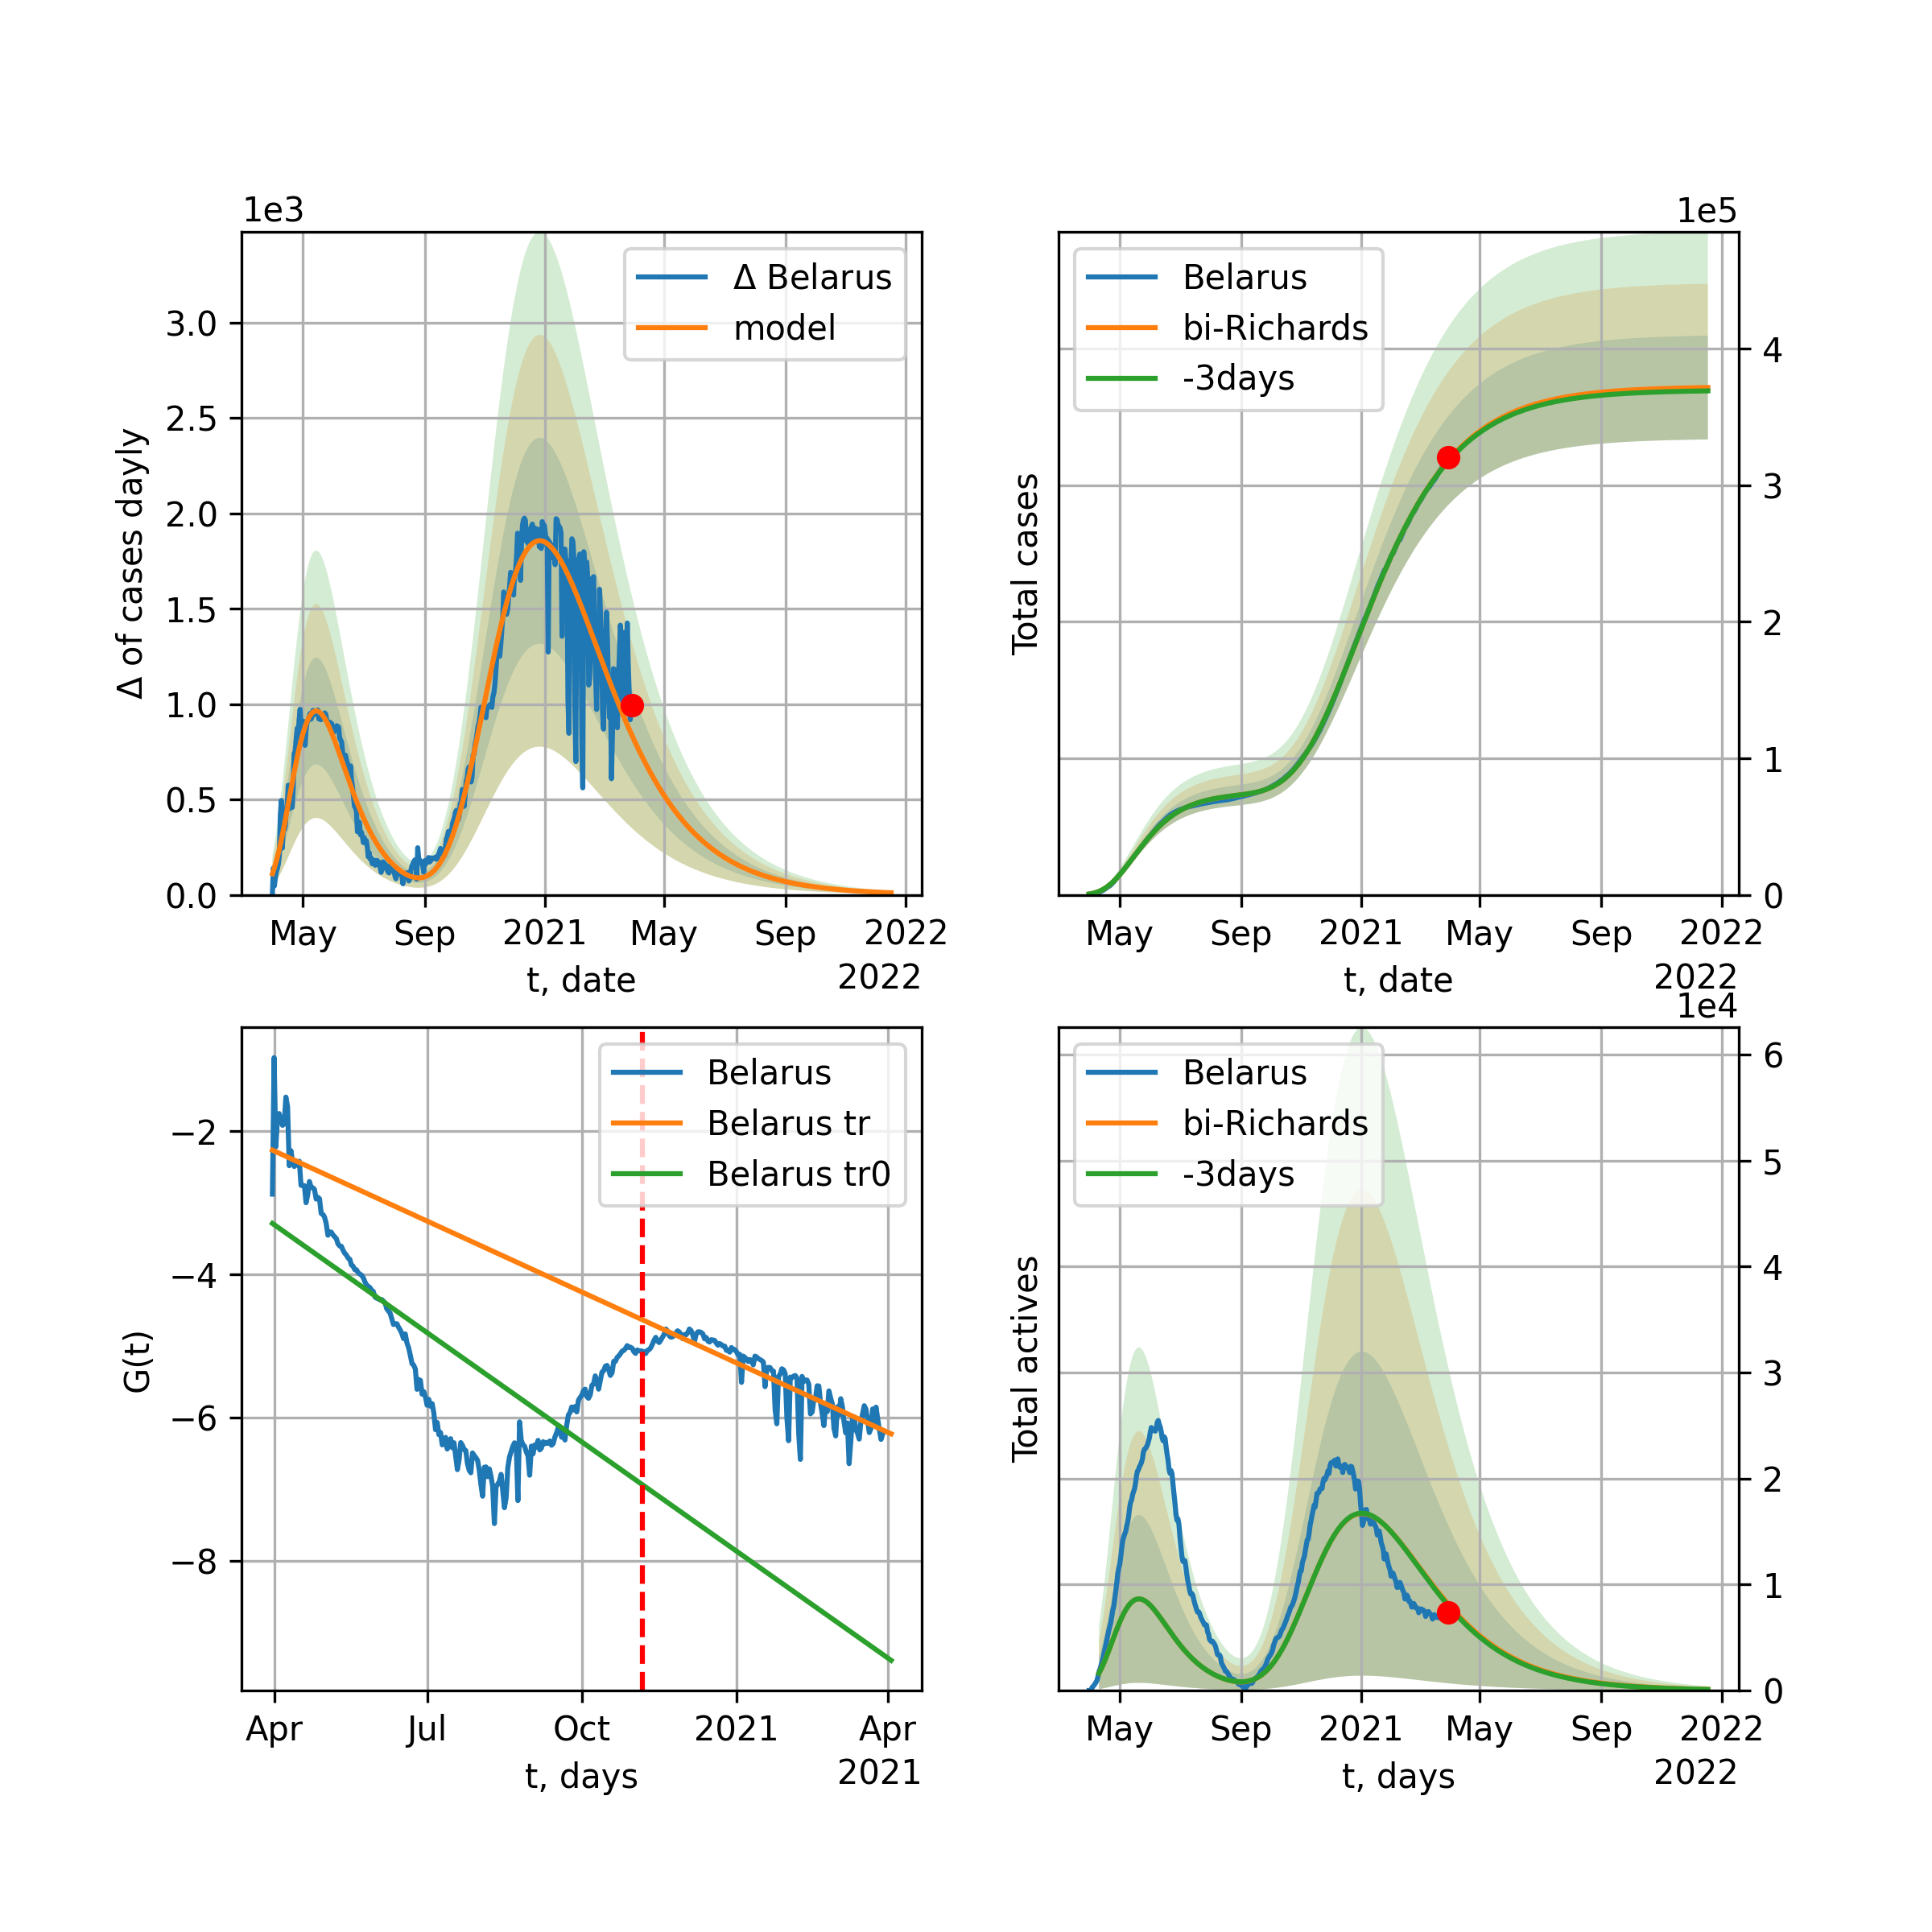 1e3
Δ of cases dayly
3.0
2.5
2.0
1.5
1.0
0.5
0.0
Δ Belarus
model
May
Sep
2021
May
Sep
2022
t, date
2022
1e5
Total cases
Belarus
bi-Richards
-3days
4
3
2
1
0
May
Sep
2021
May
Sep
2022
t, date
2022
G(t)
−2
−4
−6
−8
Belarus
Belarus tr
Belarus tr0
Apr
Jul
Oct
2021
Apr
t, days
2021
1e4
Total actives
Belarus
bi-Richards
-3days
6
5
4
3
2
1
0
May
Sep
2021
May
Sep
2022
t, days
2022